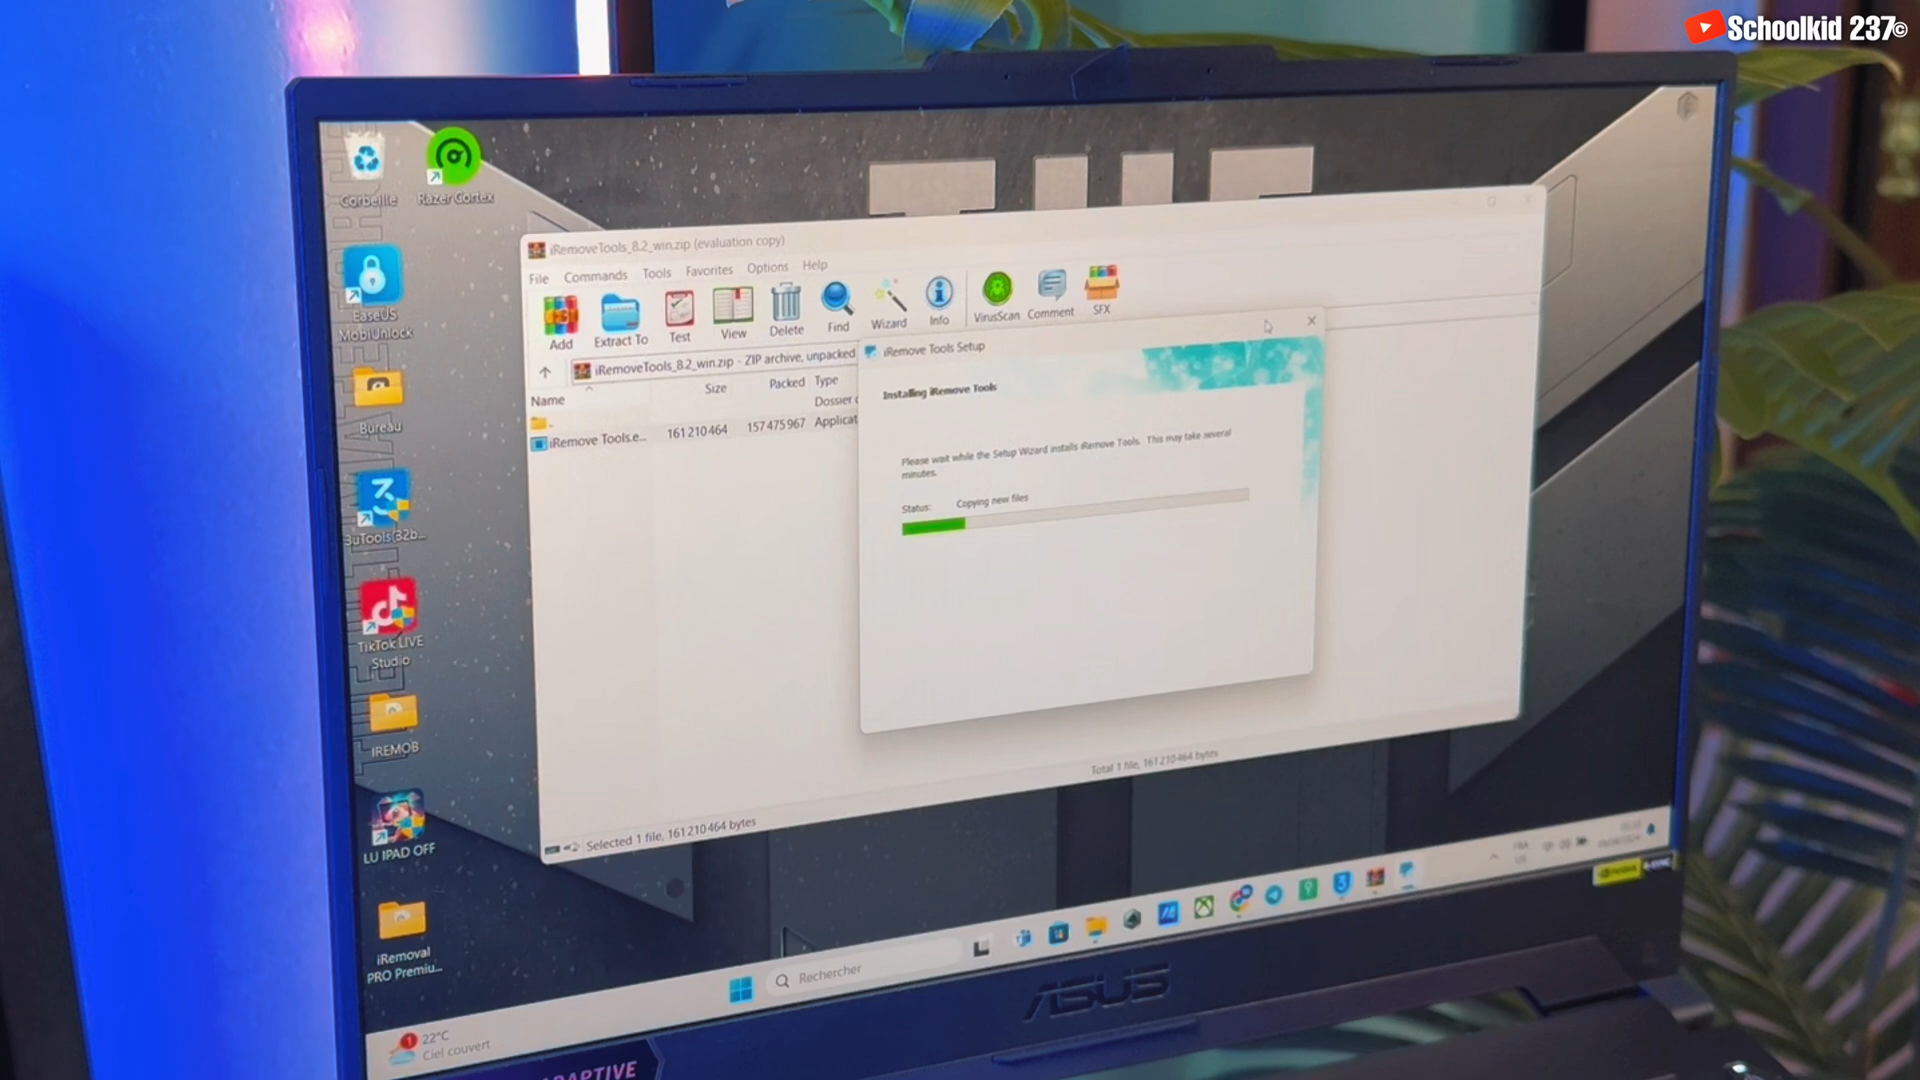 Schoolkid 237©
Corbeille
Razer Cortex
EaseUS
MobiUnlock
Bureau
3uTools(32b...
TikTok LIVE
Studio
IREMOB
LU IPAD OFF
iRemoval
PRO Premiu...
iRemoveTools_8.2_win.zip (evaluation copy)
File Commands Tools Favorites Options Help
Add Extract To Test View Delete Find Wizard Info VirusScan Comment SFX
iRemoveTools_8.2_win.zip - ZIP archive, unpacked
Name Size Packed Type
Dossier
iRemove Tools.e... 161 210 464 157 475 967 Applicat
iRemove Tools Setup
Installing iRemove Tools
Please wait while the Setup Wizard installs iRemove Tools. This may take several
minutes.
Status: Copying new files
Selected 1 file, 161 210 464 bytes
Total 1 file, 161 210 464 bytes
Rechercher
22°C
Ciel couvert
FRA
ASUS